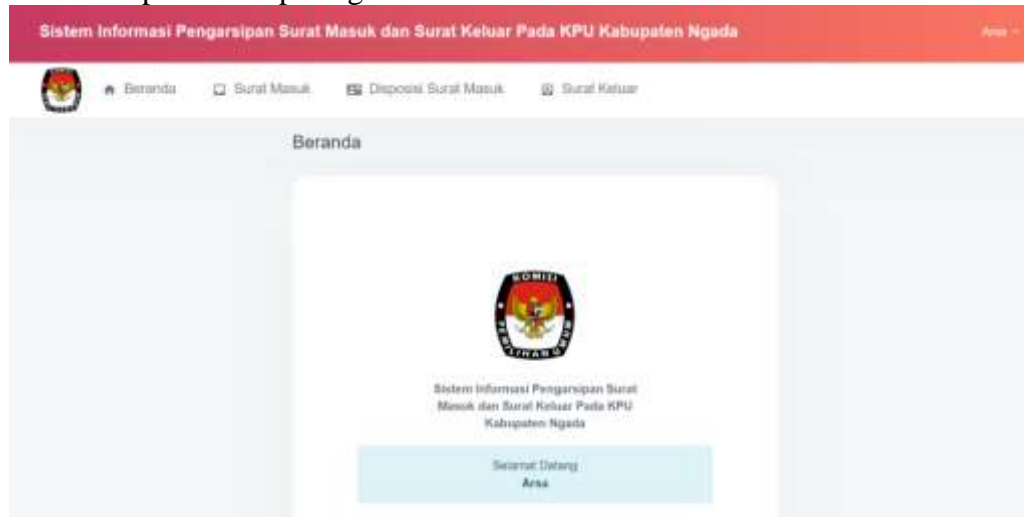 Sistem Informasi Pengarsipan Surat Masuk dan Surat Keluar Pada KPU Kabupaten Ngada
Arsa
Beranda Surat Masuk Disposisi Surat Masuk Surat Keluar
Beranda
KOMISI
PEMILIHAN UMUM
Sistem Informasi Pengarsipan Surat
Masuk dan Surat Keluar Pada KPU
Kabupaten Ngada
Selamat Datang
Arsa